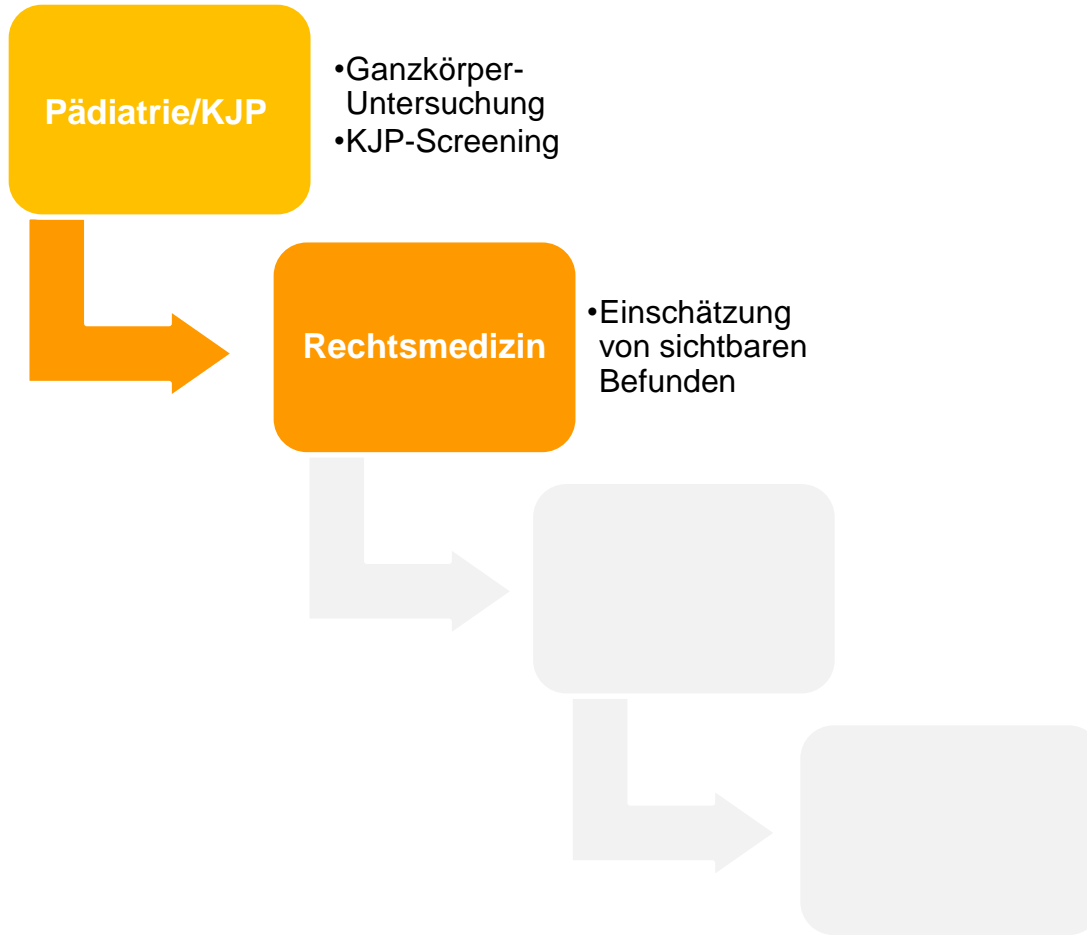 Pädiatrie/KJP
•Ganzkörper-
Untersuchung
•KJP-Screening
Rechtsmedizin
•Einschätzung
von sichtbaren
Befunden